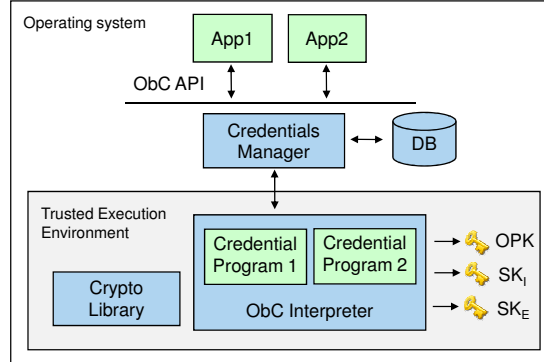 Operating system
App1
App2
ObC API
Credentials
Manager
DB
Trusted Execution
Environment
Credential
Program 1
Credential
Program 2
OPK
SK_I
SK_E
Crypto
Library
ObC Interpreter